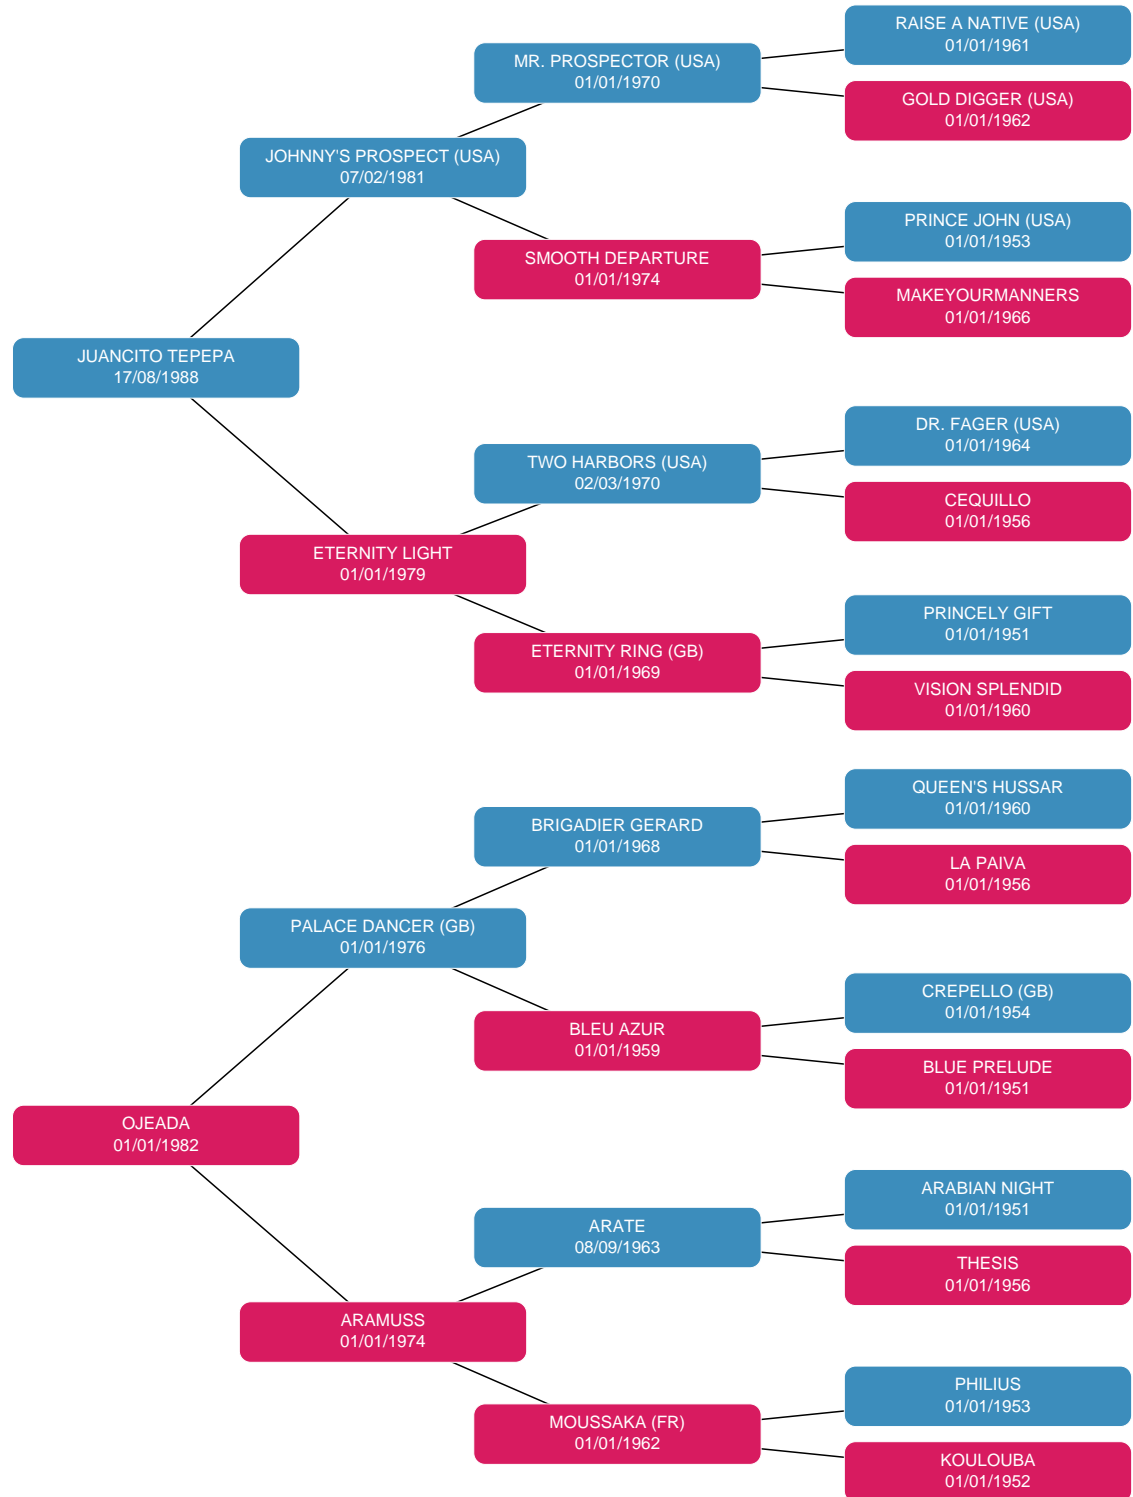 RAISE A NATIVE (USA)
01/01/1961
MR. PROSPECTOR (USA)
01/01/1970
GOLD DIGGER (USA)
01/01/1962
JOHNNY'S PROSPECT (USA)
07/02/1981
PRINCE JOHN (USA)
01/01/1953
SMOOTH DEPARTURE
01/01/1974
MAKEYOURMANNERS
01/01/1966
JUANCITO TEPEPA
17/08/1988
DR. FAGER (USA)
01/01/1964
TWO HARBORS (USA)
02/03/1970
CEQUILLO
01/01/1956
ETERNITY LIGHT
01/01/1979
PRINCELY GIFT
01/01/1951
ETERNITY RING (GB)
01/01/1969
VISION SPLENDID
01/01/1960
QUEEN'S HUSSAR
01/01/1960
BRIGADIER GERARD
01/01/1968
LA PAIVA
01/01/1956
PALACE DANCER (GB)
01/01/1976
CREPELLO (GB)
01/01/1954
BLEU AZUR
01/01/1959
BLUE PRELUDE
01/01/1951
OJEADA
01/01/1982
ARABIAN NIGHT
01/01/1951
ARATE
08/09/1963
THESIS
01/01/1956
ARAMUSS
01/01/1974
PHILIUS
01/01/1953
MOUSSAKA (FR)
01/01/1962
KOULOUBA
01/01/1952